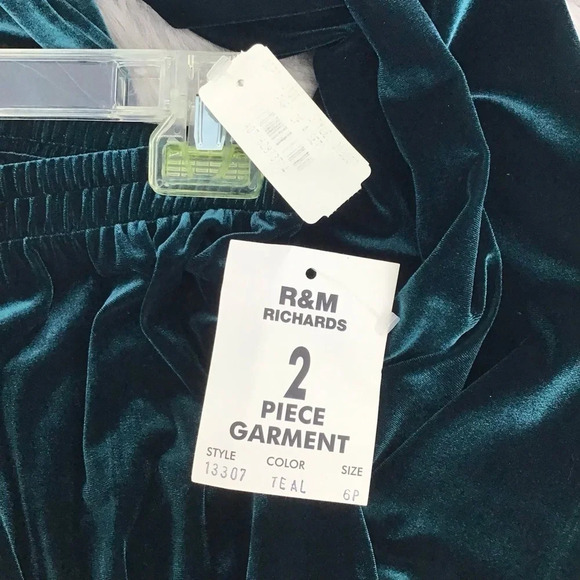 R&M
RICHARDS
2
PIECE
GARMENT
STYLE COLOR SIZE
13307 TEAL 6P